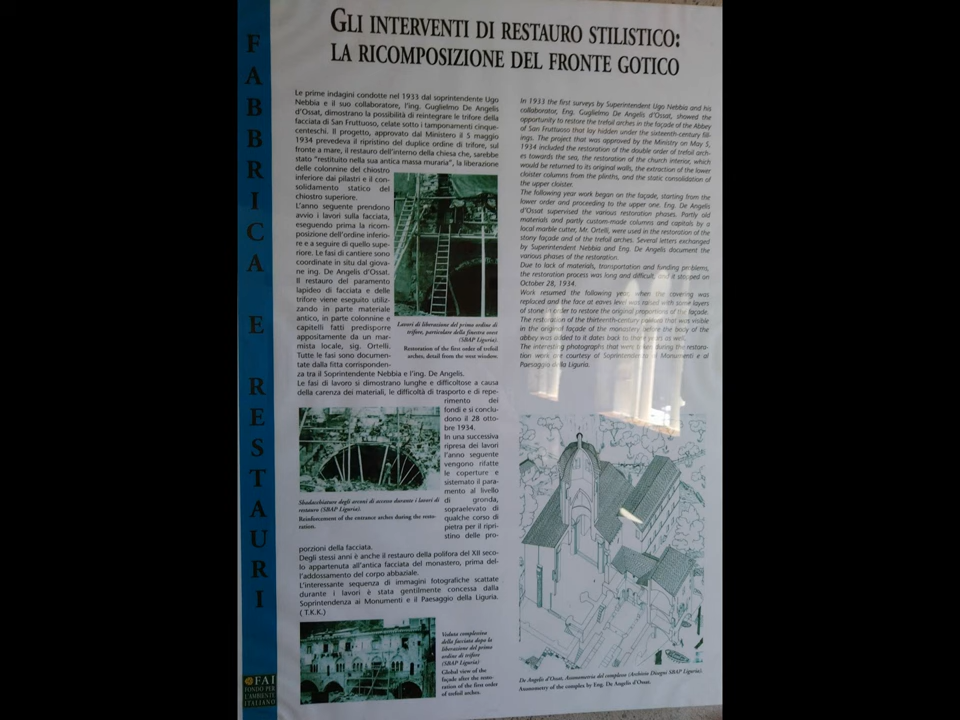 FABBRICA E RESTAURI
GLI INTERVENTI DI RESTAURO STILISTICO:
LA RICOMPOSIZIONE DEL FRONTE GOTICO
Le prime indagini condotte nel 1933 dal soprintendente Ugo
Nebbia e il suo collaboratore, l'ing. Guglielmo De Angelis
d'Ossat, dimostrano la possibilità di reintegrare le trifore della
facciata di San Fruttuoso, celate sotto i tamponamenti cinque-
centeschi. Il progetto, approvato dal Ministero il 5 maggio
1934 prevedeva il ripristino del duplice ordine di trifore, sul
fronte a mare, il restauro dell'interno della chiesa che, sarebbe
stato "restituito nella sua antica massa muraria", la liberazione
delle colonnine del chiostro
inferiore dai pilastri e il con-
solidamento statico del
chiostro superiore.
L'anno seguente prendono
avvio i lavori sulla facciata,
eseguendo prima la ricom-
posizione dell'ordine inferio-
re e a seguire di quello supe-
riore. Le fasi di cantiere sono
coordinate in situ dal giova-
ne ing. De Angelis d'Ossat.
Il restauro del paramento
lapideo di facciata e delle
trifore viene eseguito utiliz-
zando in parte materiale
antico, in parte colonnine e
capitelli fatti predisporre
appositamente da un mar-
mista locale, sig. Ortelli.
Tutte le fasi sono documen-
tate dalla fitta corrisponden-
za tra il Soprintendente Nebbia e l'ing. De Angelis.
Le fasi di lavoro si dimostrano lunghe e difficoltose a causa
della carenza dei materiali, le difficoltà di trasporto e di repe-
rimento dei
fondi e si conclu-
dono il 28 otto-
bre 1934.
In una successiva
ripresa dei lavori
l'anno seguente
vengono rifatte
le coperture e
sistemato il para-
mento al livello
di gronda,
sopraelevato di
qualche corso di
pietra per il ripri-
stino delle pro-
porzioni della facciata.
Degli stessi anni è anche il restauro della polifora del XII seco-
lo appartenuta all'antica facciata del monastero, prima del-
l'addossamento del corpo abbaziale.
L'interessante sequenza di immagini fotografiche scattate
durante i lavori è stata gentilmente concessa dalla
Soprintendenza ai Monumenti e il Paesaggio della Liguria.
( T.K.K.)
Lavori di liberazione del primo ordine di
trifore, particolare della finestra ovest
(SBAP Liguria).
Restoration of the first order of trefoil
arches, detail from the west window.
Sbadacchiature degli arconi di accesso durante i lavori di
restauro (SBAP Liguria).
Reinforcement of the entrance arches during the resto-
ration.
Veduta complessiva
della facciata dopo la
liberazione del primo
ordine di trifore
(SBAP Liguria)
Global view of the
façade after the resto-
ration of the first order
of trefoil arches.
In 1933 the first surveys by Superintendent Ugo Nebbia and his
collaborator, Eng. Guglielmo De Angelis d'Ossat, showed the
opportunity to restore the trefoil arches in the façade of the Abbey
of San Fruttuoso that lay hidden under the sixteenth-century fill-
ings. The project that was approved by the Ministry on May 5,
1934 included the restoration of the double order of trefoil arch-
es towards the sea, the restoration of the church interior, which
would be returned to its original walls, the extraction of the lower
cloister columns from the plinths, and the static consolidation of
the upper cloister.
The following year work began on the façade, starting from the
lower order and proceeding to the upper one. Eng. De Angelis
d'Ossat supervised the various restoration phases. Partly old
materials and partly custom-made columns and capitals by a
local marble cutter, Mr. Ortelli, were used in the restoration of the
stony façade and of the trefoil arches. Several letters exchanged
by Superintendent Nebbia and Eng. De Angelis document the
various phases of the restoration.
Due to lack of materials, transportation and funding problems,
the restoration process was long and difficult, and it stopped on
October 28, 1934.
Work resumed the following year, when the covering was
replaced and the face at eaves level was raised with some layers
of stone in order to restore the original proportions of the façade.
The restoration of the thirteenth-century that was visible
in the original façade of the monastery before the body of the
abbey was added to it dates back to those years as well.
The interesting photographs that were taken during the restora-
tion work are courtesy of Soprintendenza ai Monumenti e al
Paesaggio della Liguria.
De Angelis d'Ossat, Assonometria del complesso (Archivio Disegni SBAP Liguria).
Axonometry of the complex by Eng. De Angelis d'Ossat.
FAI
FONDO PER
L'AMBIENTE
ITALIANO